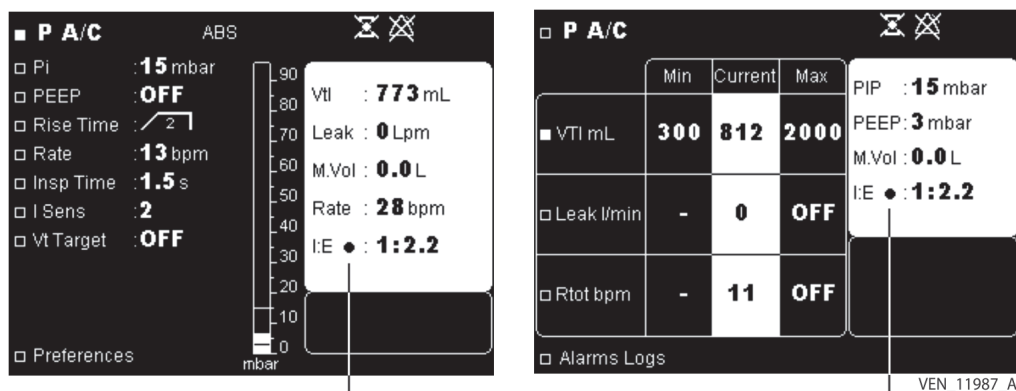 P A/C ABS
Pi : 15 mbar
PEEP : OFF
Rise Time : 2
Rate : 13 bpm
Insp Time : 1.5 s
I Sens : 2
Vt Target : OFF
Preferences
90
80
70
60
50
40
30
20
10
0
mbar
VtI : 773 mL
Leak : 0 Lpm
M.Vol : 0.0 L
Rate : 28 bpm
I:E ● : 1:2.2
P A/C
Min Current Max
VTI mL 300 812 2000
Leak l/min - 0 OFF
Rtot bpm - 11 OFF
Alarms Logs
PIP : 15 mbar
PEEP: 3 mbar
M.Vol : 0.0 L
I:E ● : 1:2.2
VEN_11987_A